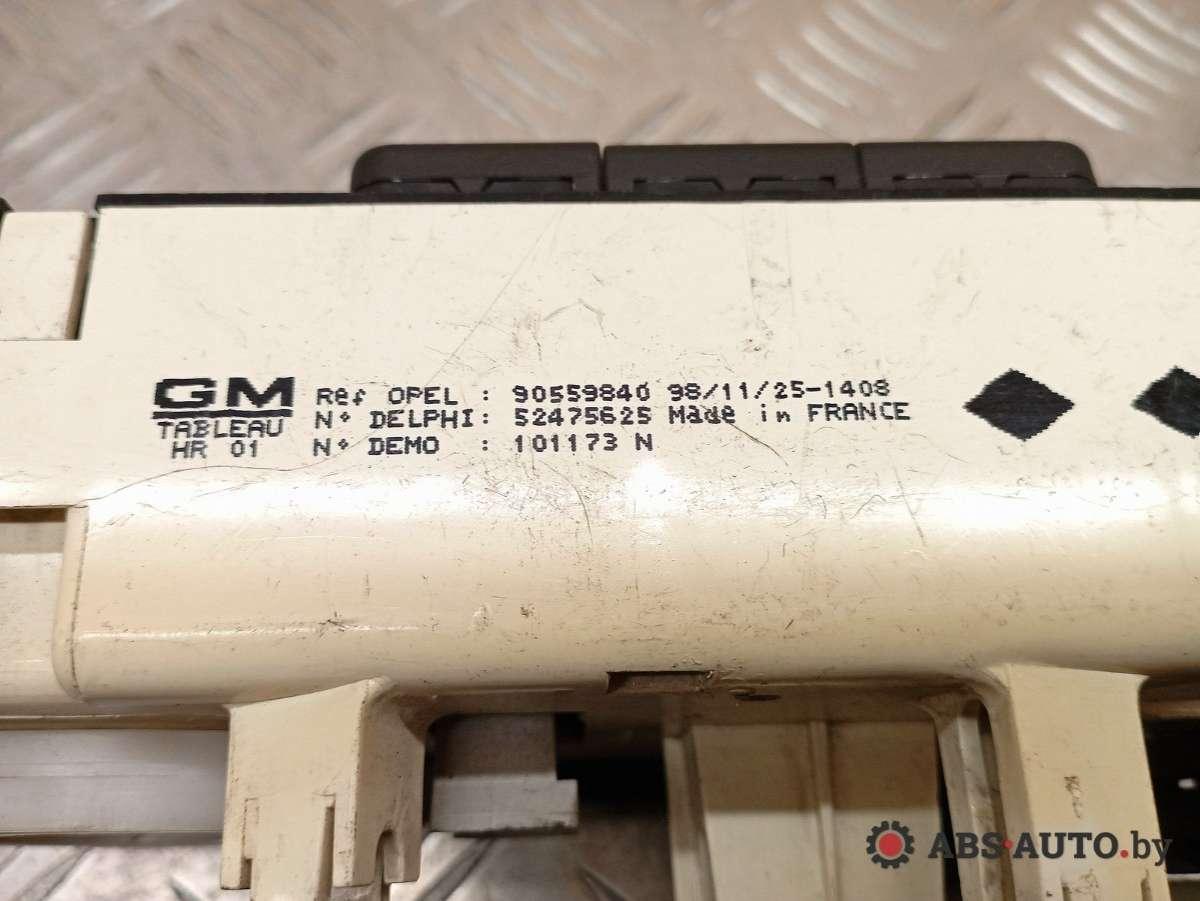 GM
TABLEAU
HR 01
Réf OPEL : 90559840 98/11/25-1408
N° DELPHI: 52475625 Made in FRANCE
N° DEMO : 101173 N
ABS-AUTO.by